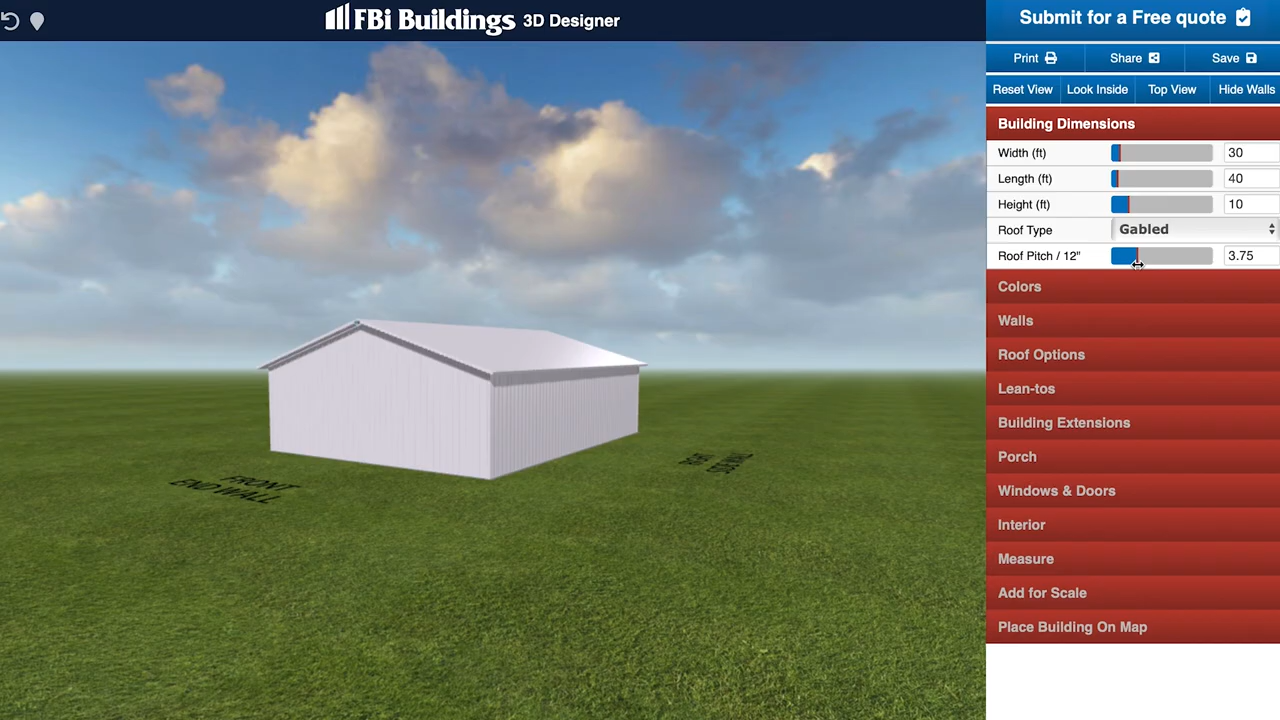 FBi Buildings 3D Designer
Submit for a Free quote
Print
Share
Save
Reset View
Look Inside
Top View
Hide Walls
Building Dimensions
Width (ft) 30
Length (ft) 40
Height (ft) 10
Roof Type Gabled
Roof Pitch / 12" 3.75
Colors
Walls
Roof Options
Lean-tos
Building Extensions
Porch
Windows & Doors
Interior
Measure
Add for Scale
Place Building On Map
FRONT
END WALL
SIDEWALL